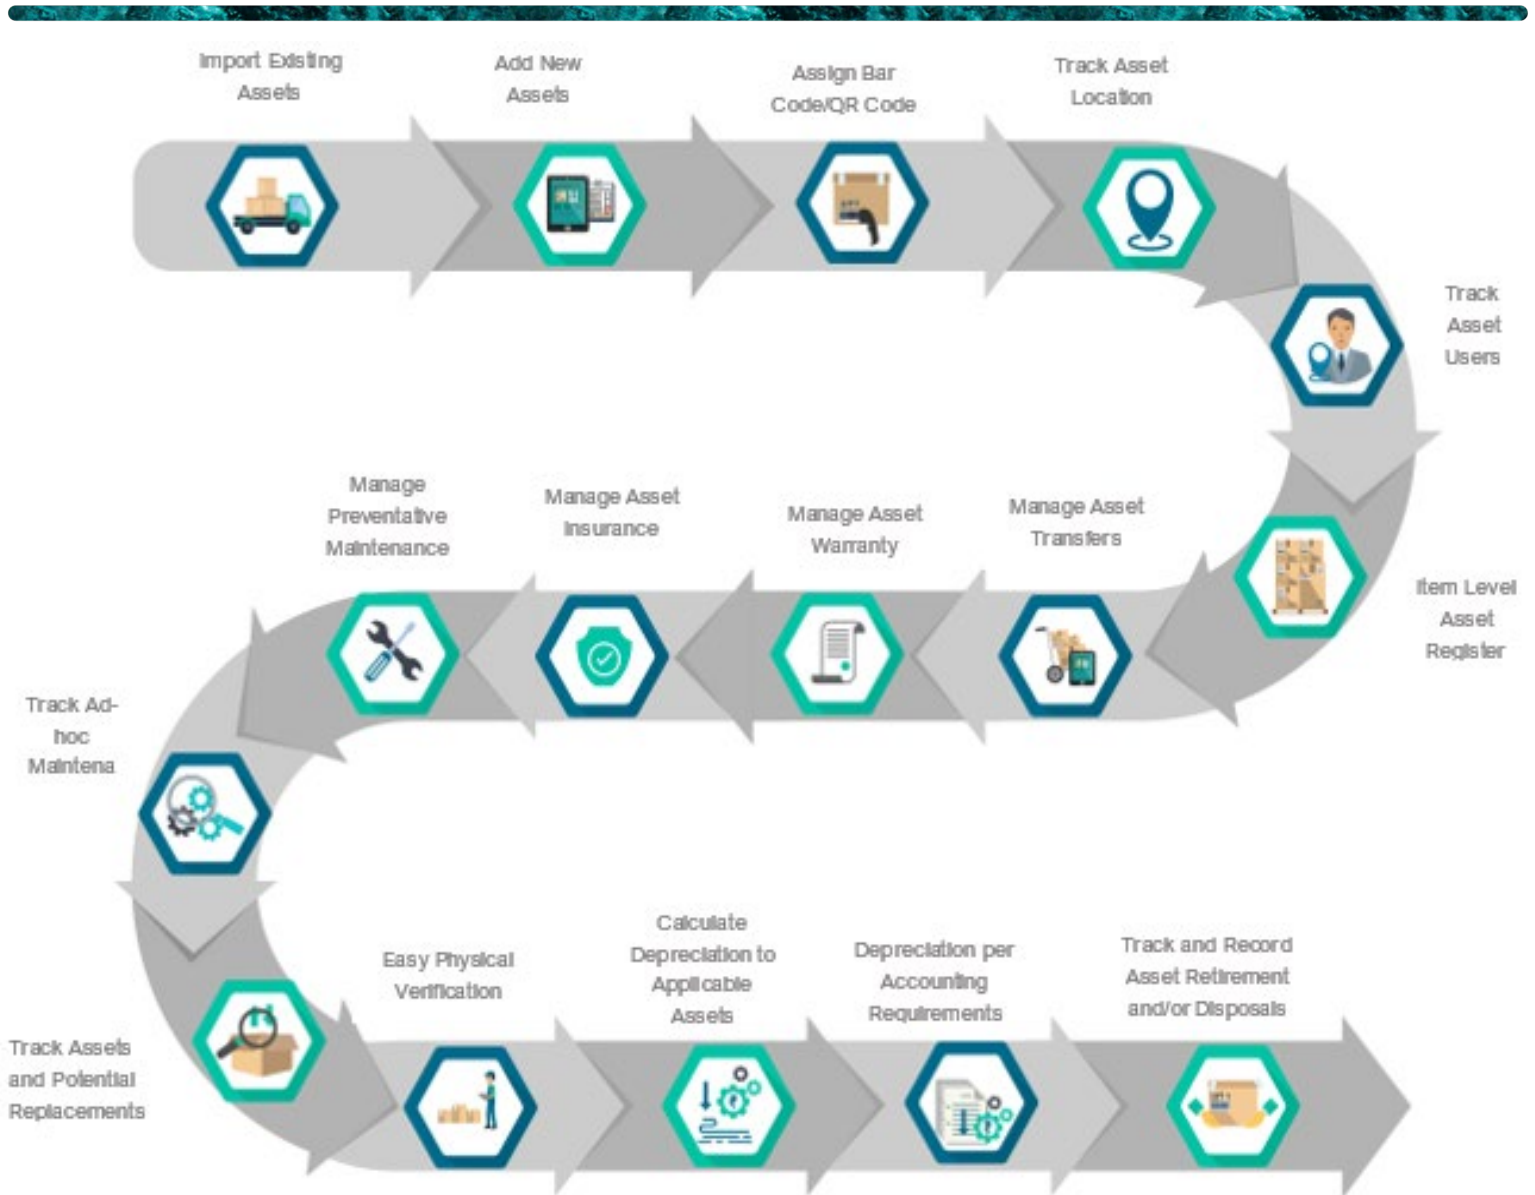 Import Existing
Assets
Add New
Assets
Assign Bar
Code/QR Code
Track Asset
Location
Track
Asset
Users
Item Level
Asset
Register
Manage Asset
Transfers
Manage Asset
Warranty
Manage Asset
Insurance
Manage
Preventative
Maintenance
Track Ad-
hoc
Maintena
Track Assets
and Potential
Replacements
Easy Physical
Verification
Calculate
Depreciation to
Applicable
Assets
Depreciation per
Accounting
Requirements
Track and Record
Asset Retirement
and/or Disposals